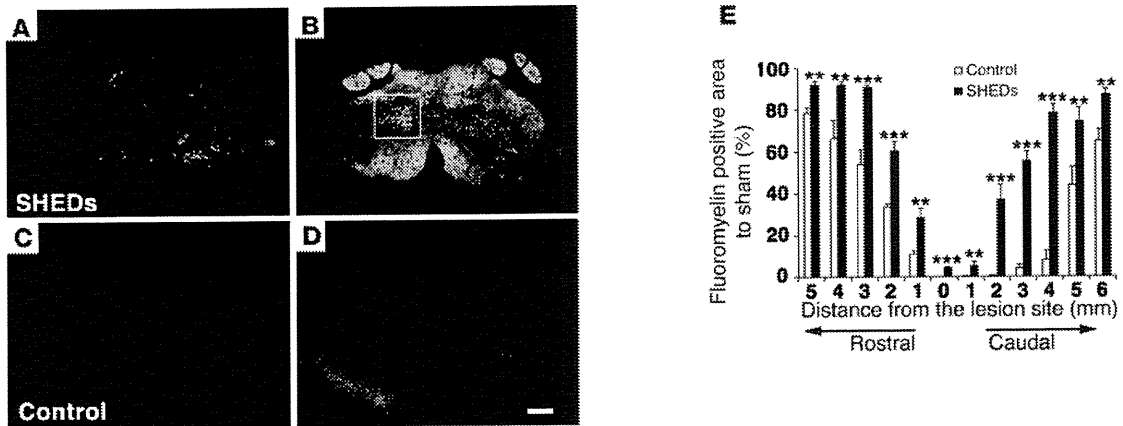 A
B
SHEDs
C
D
Control
E
Fluoromyelin positive area
to sham (%)
100
80
60
40
20
0
Control
SHEDs
** ** *** *** ** *** ** *** *** *** ** **
5 4 3 2 1 0 1 2 3 4 5 6
Distance from the lesion site (mm)
Rostral Caudal